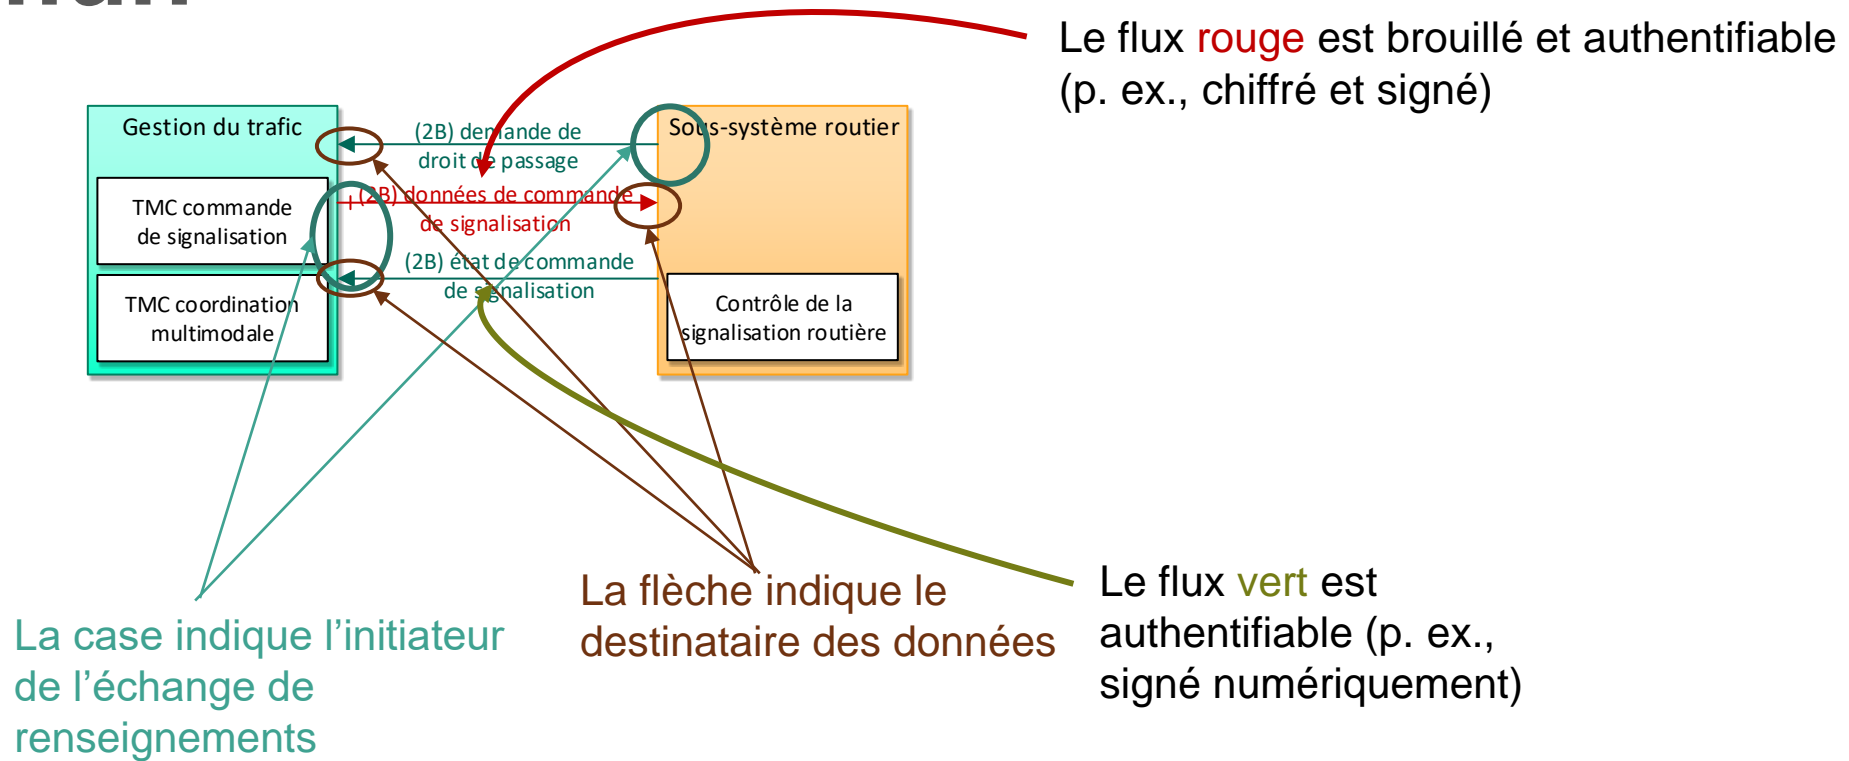 Le flux rouge est brouillé et authentifiable
(p. ex., chiffré et signé)
Gestion du trafic
(2B) demande de
droit de passage
Sous-système routier
TMC commande
de signalisation
(2B) données de commande
de signalisation
(2B) état de commande
de signalisation
TMC coordination
multimodale
Contrôle de la
signalisation routière
La case indique l’initiateur
de l’échange de
renseignements
La flèche indique le
destinataire des données
Le flux vert est
authentifiable (p. ex.,
signé numériquement)